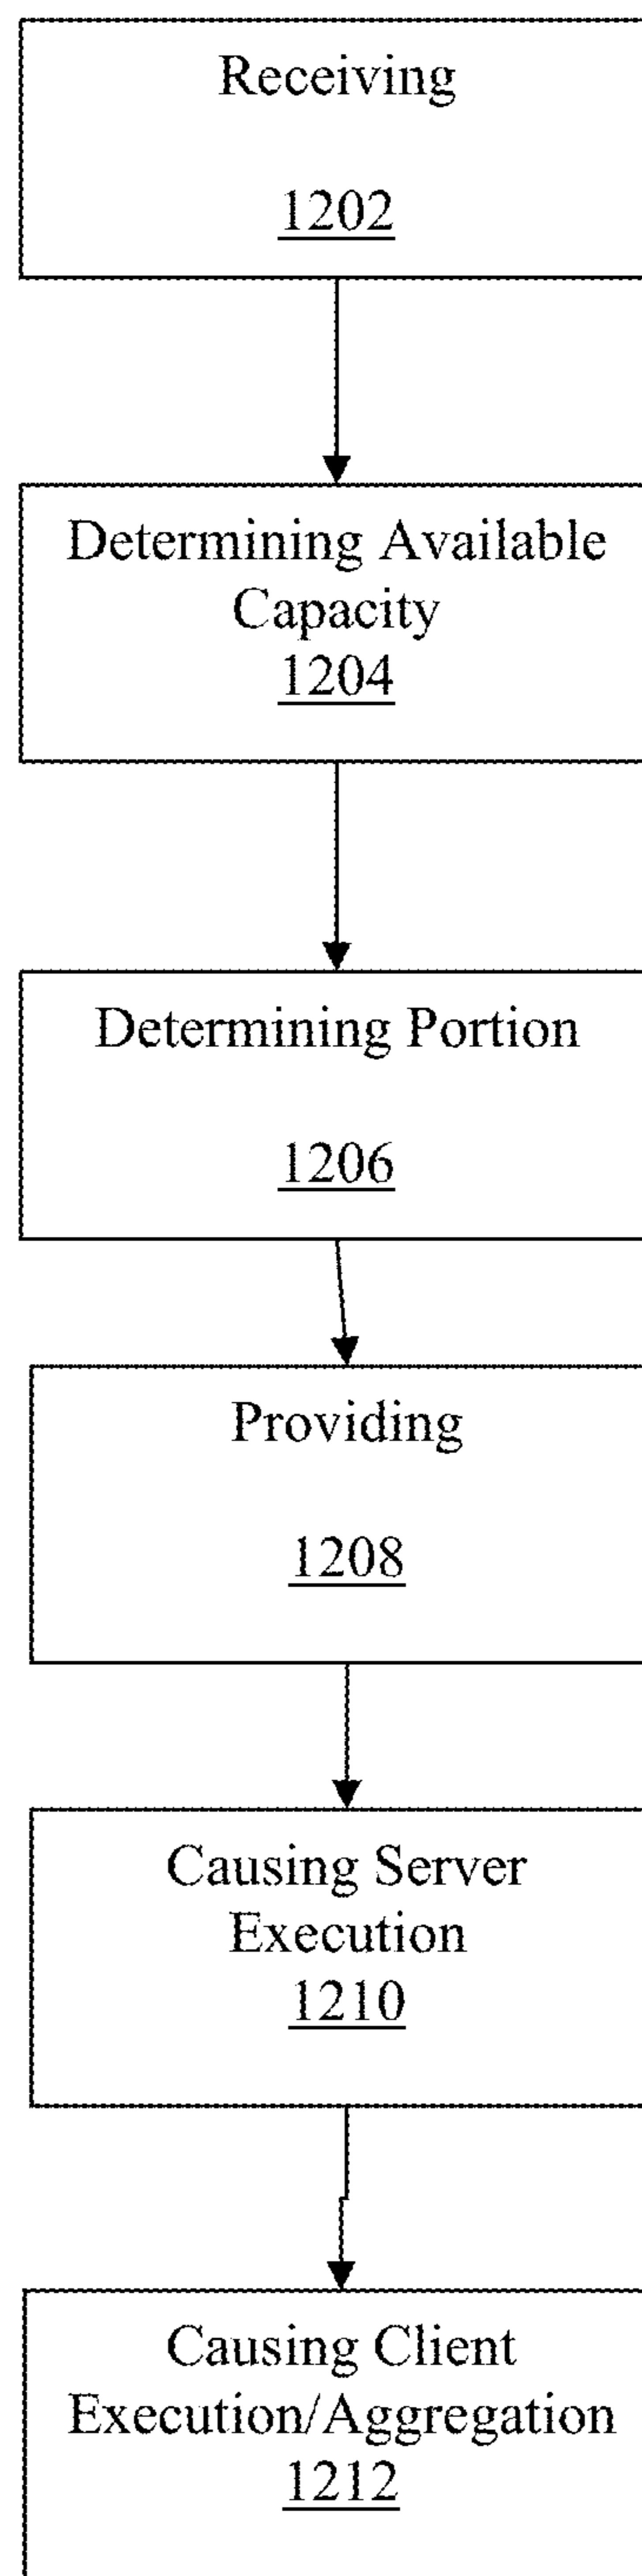 Receiving
1202
Determining Available
Capacity
1204
Determining Portion
1206
Providing
1208
Causing Server
Execution
1210
Causing Client
Execution/Aggregation
1212